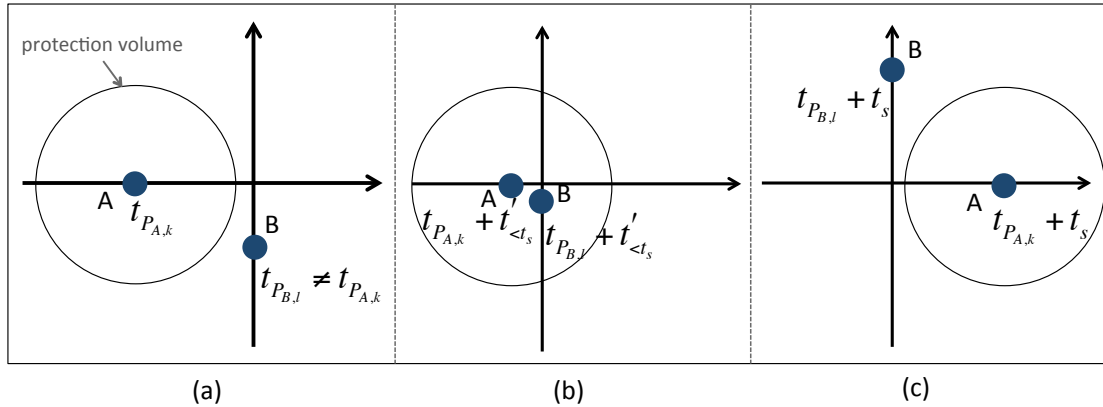 protection volume
A
t_{P_{A,k}}
B
t_{P_{B,l}} ≠ t_{P_{A,k}}
A
B
t_{P_{A,k}} + t'_{<t_s}
t_{P_{B,l}} + t'_{<t_s}
B
t_{P_{B,l}} + t_s
A
t_{P_{A,k}} + t_s
(a)
(b)
(c)